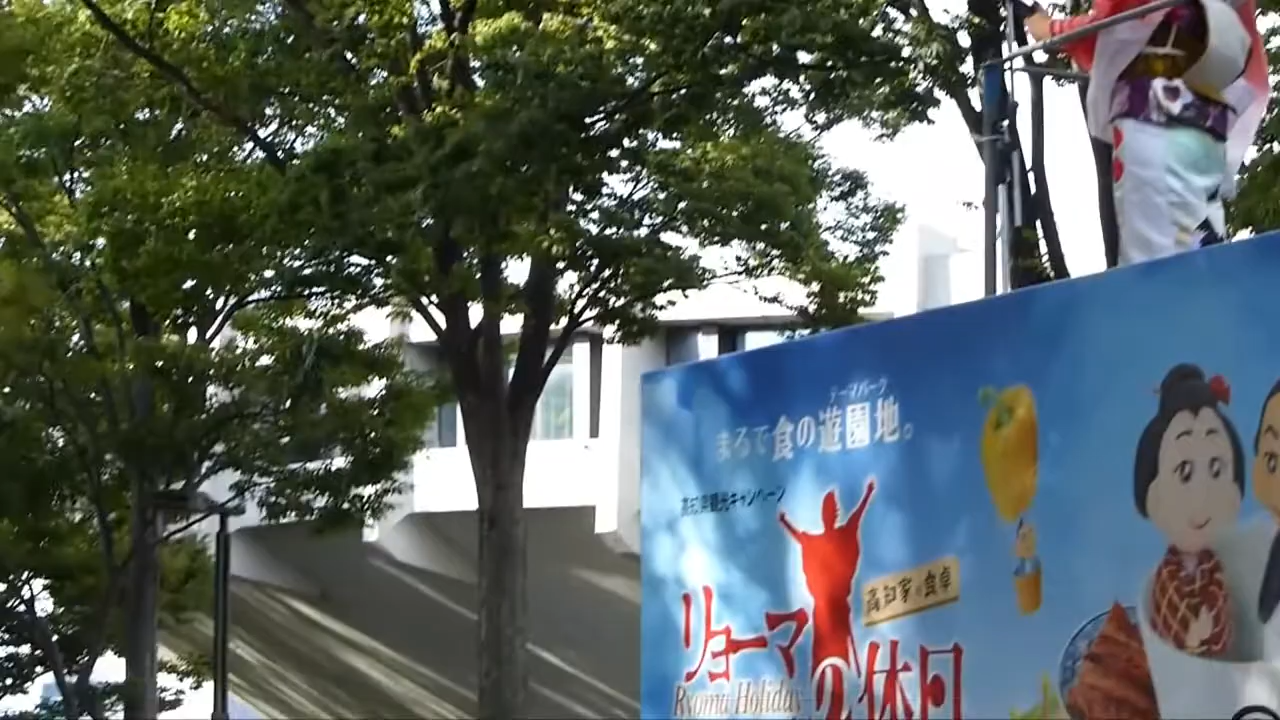 テーマパーク
まるで食の遊園地。
高知県観光キャンペーン
高知家の食卓
リョーマの休日
Ryoma Holiday